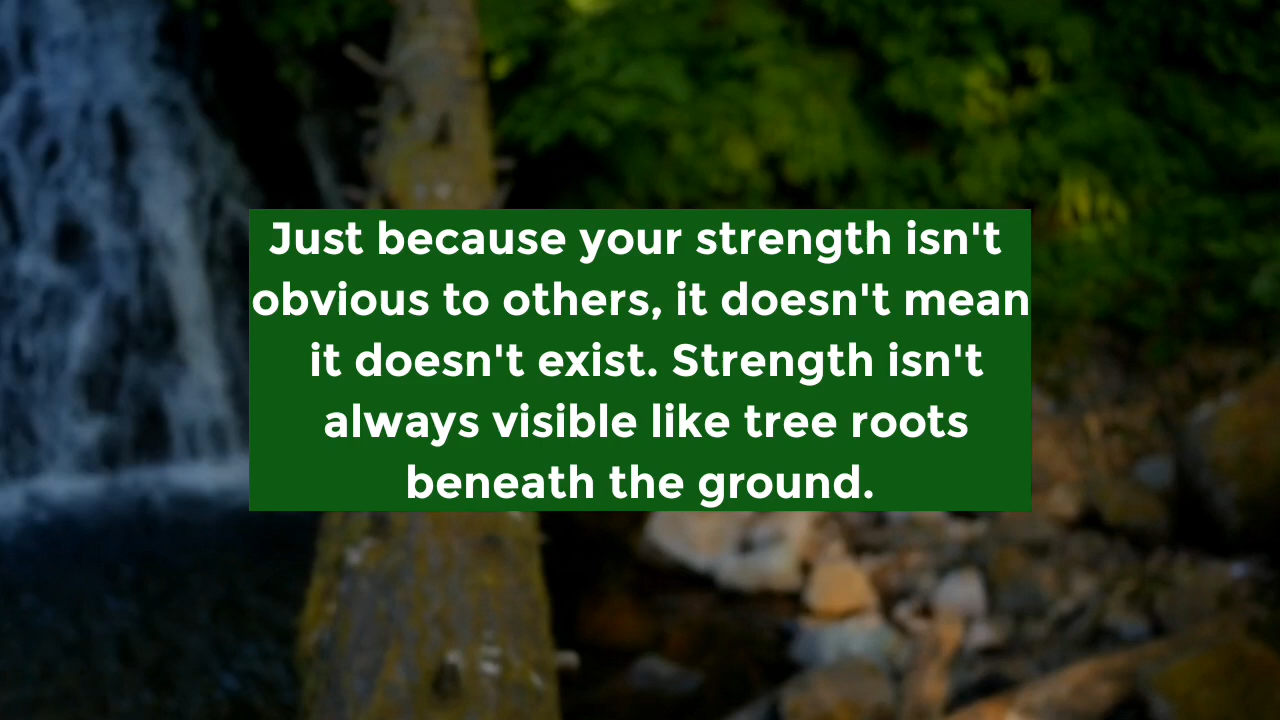 Just because your strength isn't
obvious to others, it doesn't mean
it doesn't exist. Strength isn't
always visible like tree roots
beneath the ground.